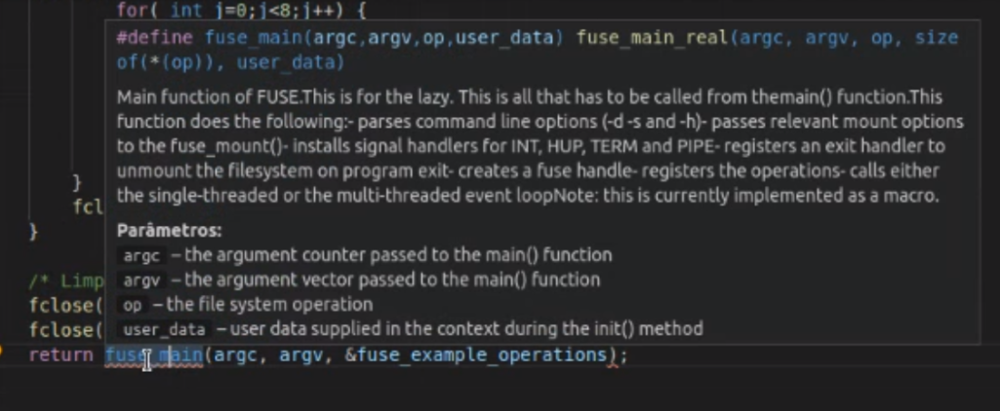 for( int j=0;j<8;j++) {
#define fuse_main(argc,argv,op,user_data) fuse_main_real(argc, argv, op, size
of(*(op)), user_data)
Main function of FUSE.This is for the lazy. This is all that has to be called from themain() function.This
function does the following:- parses command line options (-d -s and -h)- passes relevant mount options
to the fuse_mount()- installs signal handlers for INT, HUP, TERM and PIPE- registers an exit handler to
unmount the filesystem on program exit- creates a fuse handle- registers the operations- calls either
the single-threaded or the multi-threaded event loopNote: this is currently implemented as a macro.
}
fcl
}
Parâmetros:
argc – the argument counter passed to the main() function
argv – the argument vector passed to the main() function
op – the file system operation
user_data – user data supplied in the context during the init() method
/* Limp
fclose(
fclose(
return fuse_main(argc, argv, &fuse_example_operations);